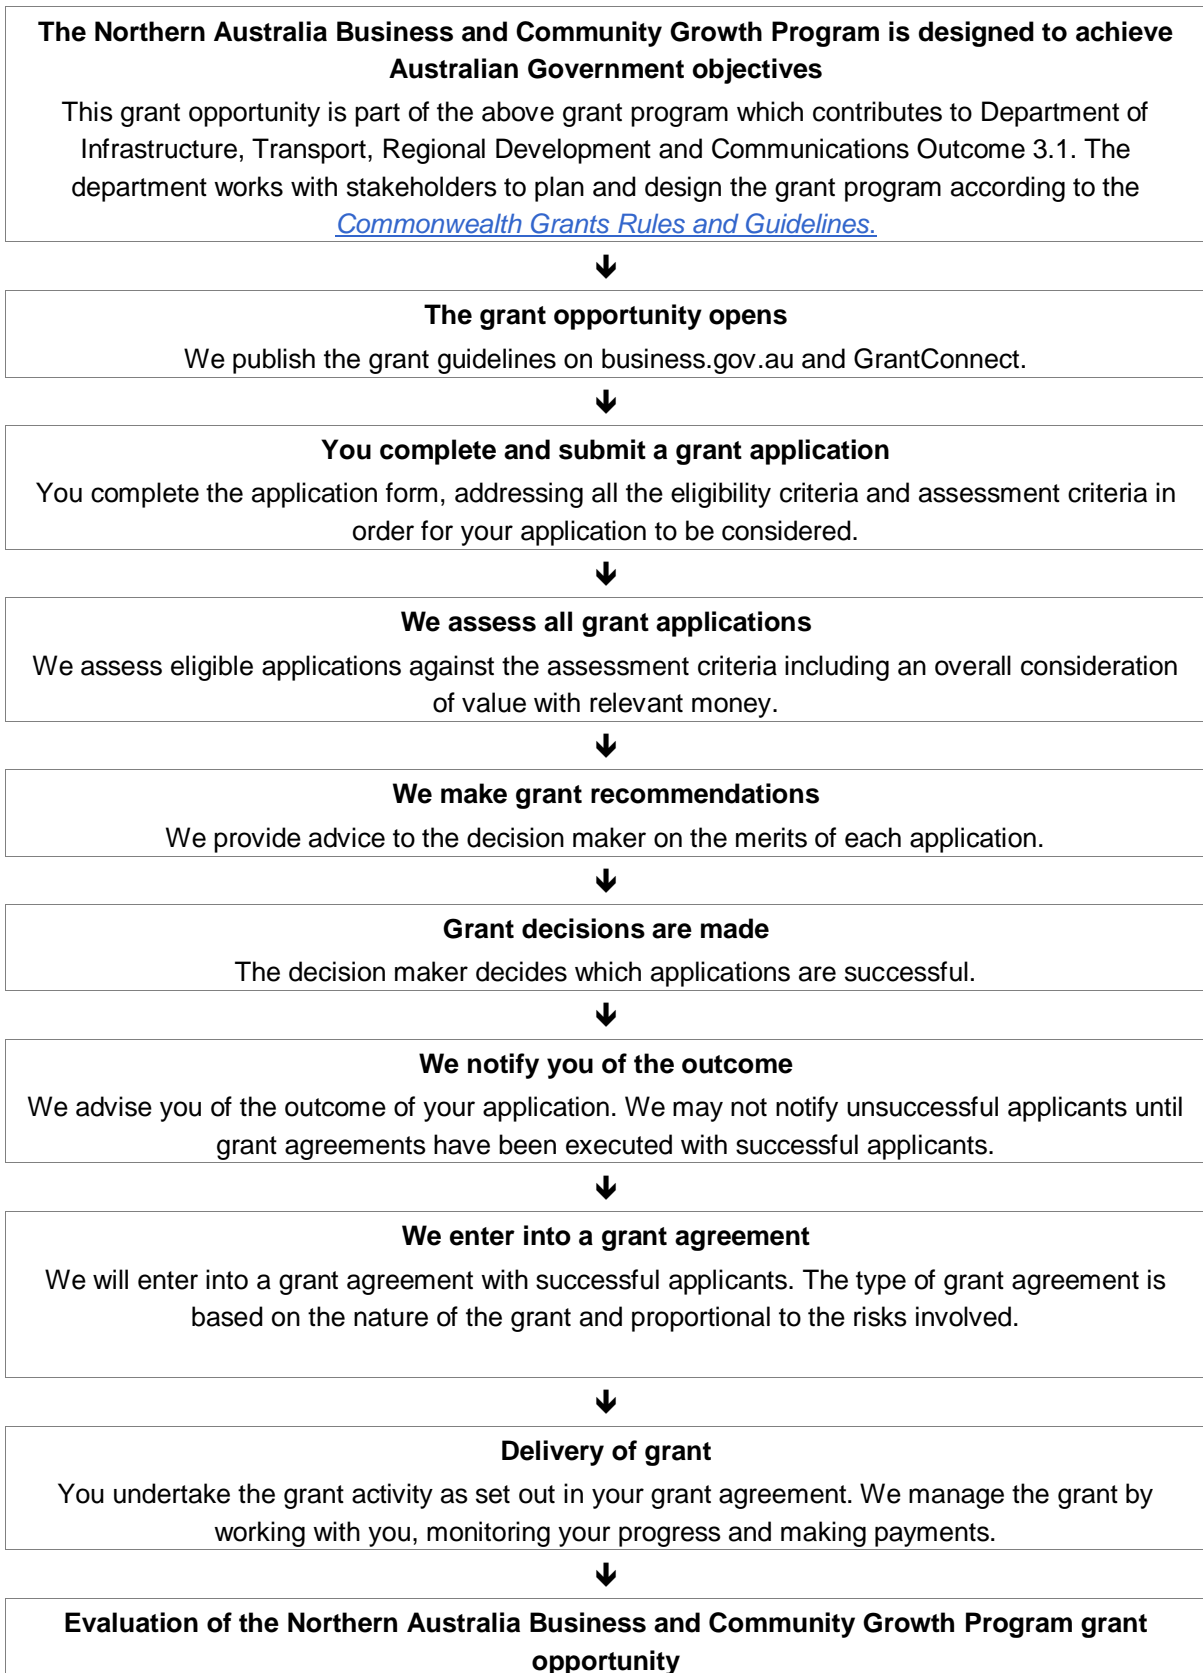 The Northern Australia Business and Community Growth Program is designed to achieve
Australian Government objectives
This grant opportunity is part of the above grant program which contributes to Department of
Infrastructure, Transport, Regional Development and Communications Outcome 3.1. The
department works with stakeholders to plan and design the grant program according to the
Commonwealth Grants Rules and Guidelines.
The grant opportunity opens
We publish the grant guidelines on business.gov.au and GrantConnect.
You complete and submit a grant application
You complete the application form, addressing all the eligibility criteria and assessment criteria in
order for your application to be considered.
We assess all grant applications
We assess eligible applications against the assessment criteria including an overall consideration
of value with relevant money.
We make grant recommendations
We provide advice to the decision maker on the merits of each application.
Grant decisions are made
The decision maker decides which applications are successful.
We notify you of the outcome
We advise you of the outcome of your application. We may not notify unsuccessful applicants until
grant agreements have been executed with successful applicants.
We enter into a grant agreement
We will enter into a grant agreement with successful applicants. The type of grant agreement is
based on the nature of the grant and proportional to the risks involved.
Delivery of grant
You undertake the grant activity as set out in your grant agreement. We manage the grant by
working with you, monitoring your progress and making payments.
Evaluation of the Northern Australia Business and Community Growth Program grant
opportunity